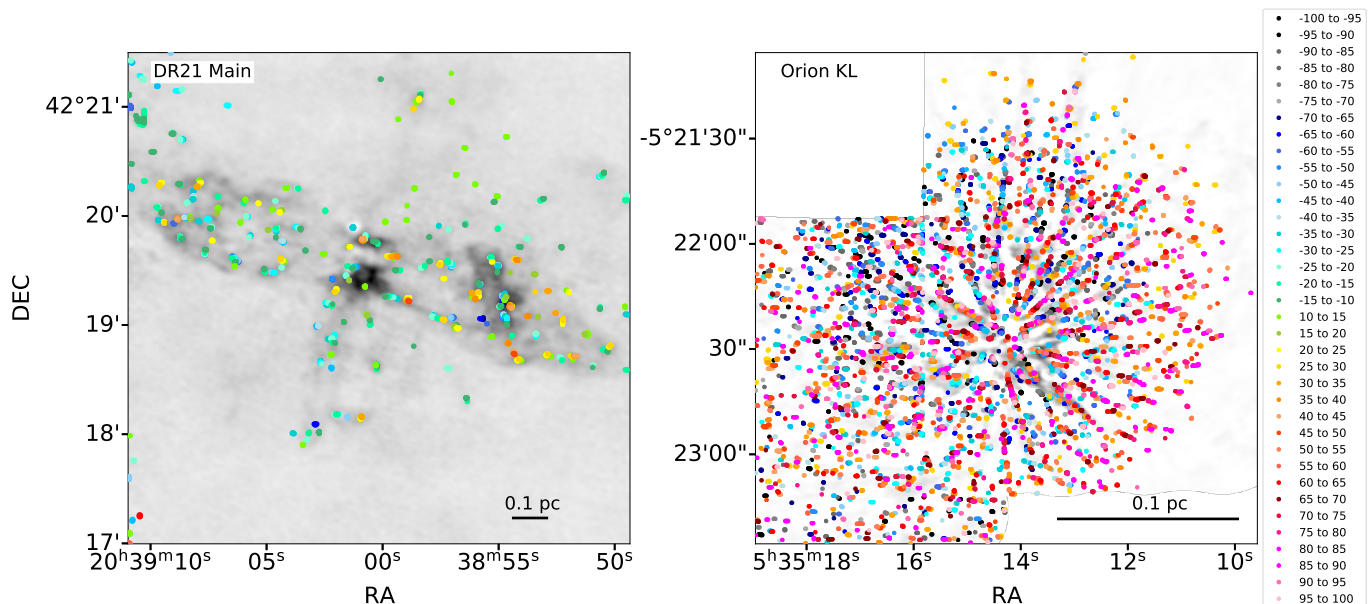 DR21 Main
42°21'
20'
19'
18'
17'
DEC
0.1 pc
20ʰ39ᵐ10ˢ
05ˢ
00ˢ
38ᵐ55ˢ
50ˢ
RA
Orion KL
-5°21'30"
22'00"
30"
23'00"
0.1 pc
5ʰ35ᵐ18ˢ
16ˢ
14ˢ
12ˢ
10ˢ
RA
-100 to -95
-95 to -90
-90 to -85
-85 to -80
-80 to -75
-75 to -70
-70 to -65
-65 to -60
-60 to -55
-55 to -50
-50 to -45
-45 to -40
-40 to -35
-35 to -30
-30 to -25
-25 to -20
-20 to -15
-15 to -10
10 to 15
15 to 20
20 to 25
25 to 30
30 to 35
35 to 40
40 to 45
45 to 50
50 to 55
55 to 60
60 to 65
65 to 70
70 to 75
75 to 80
80 to 85
85 to 90
90 to 95
95 to 100